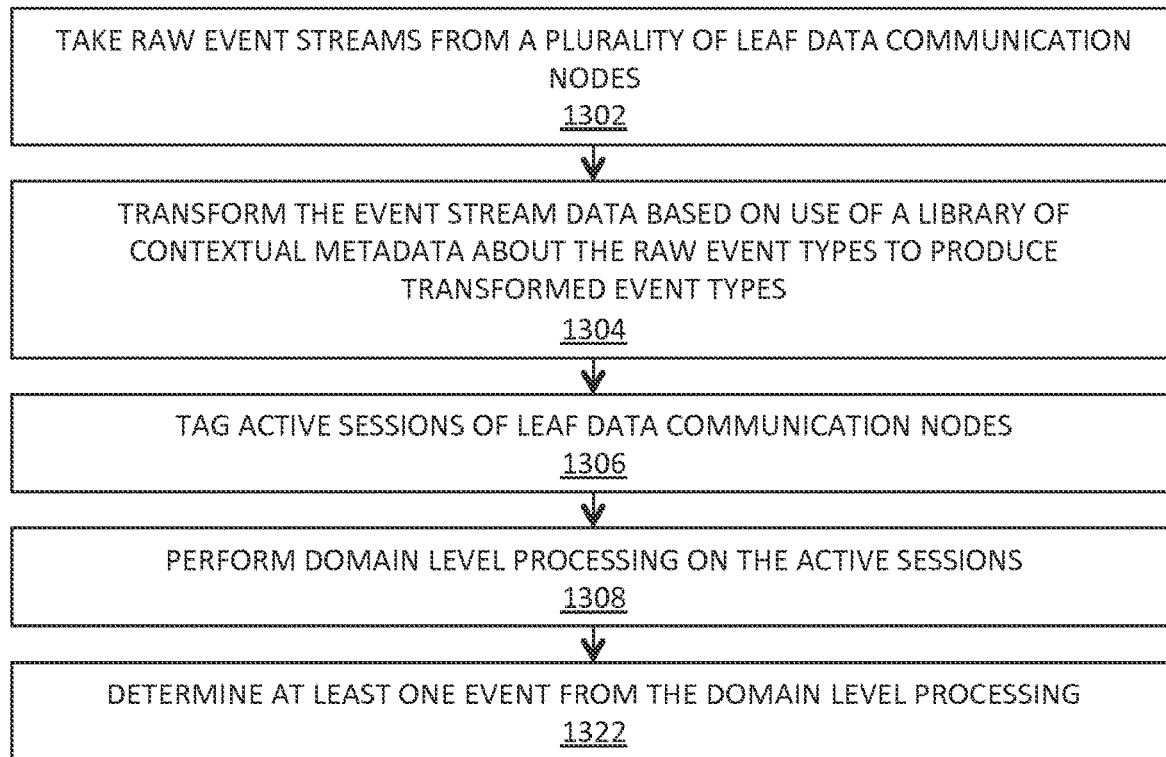 TAKE RAW EVENT STREAMS FROM A PLURALITY OF LEAF DATA COMMUNICATION
NODES
1302
TRANSFORM THE EVENT STREAM DATA BASED ON USE OF A LIBRARY OF
CONTEXTUAL METADATA ABOUT THE RAW EVENT TYPES TO PRODUCE
TRANSFORMED EVENT TYPES
1304
TAG ACTIVE SESSIONS OF LEAF DATA COMMUNICATION NODES
1306
PERFORM DOMAIN LEVEL PROCESSING ON THE ACTIVE SESSIONS
1308
DETERMINE AT LEAST ONE EVENT FROM THE DOMAIN LEVEL PROCESSING
1322